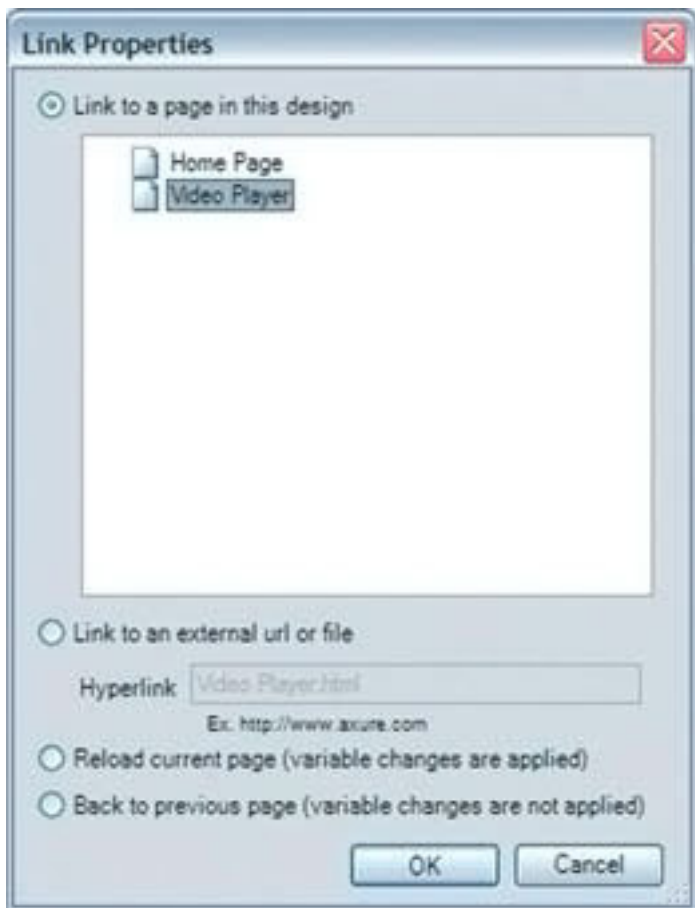 Link Properties
Link to a page in this design
Home Page
Video Player
Link to an external url or file
Hyperlink Video Player.html
Ex. http://www.axure.com
Reload current page (variable changes are applied)
Back to previous page (variable changes are not applied)
OK Cancel